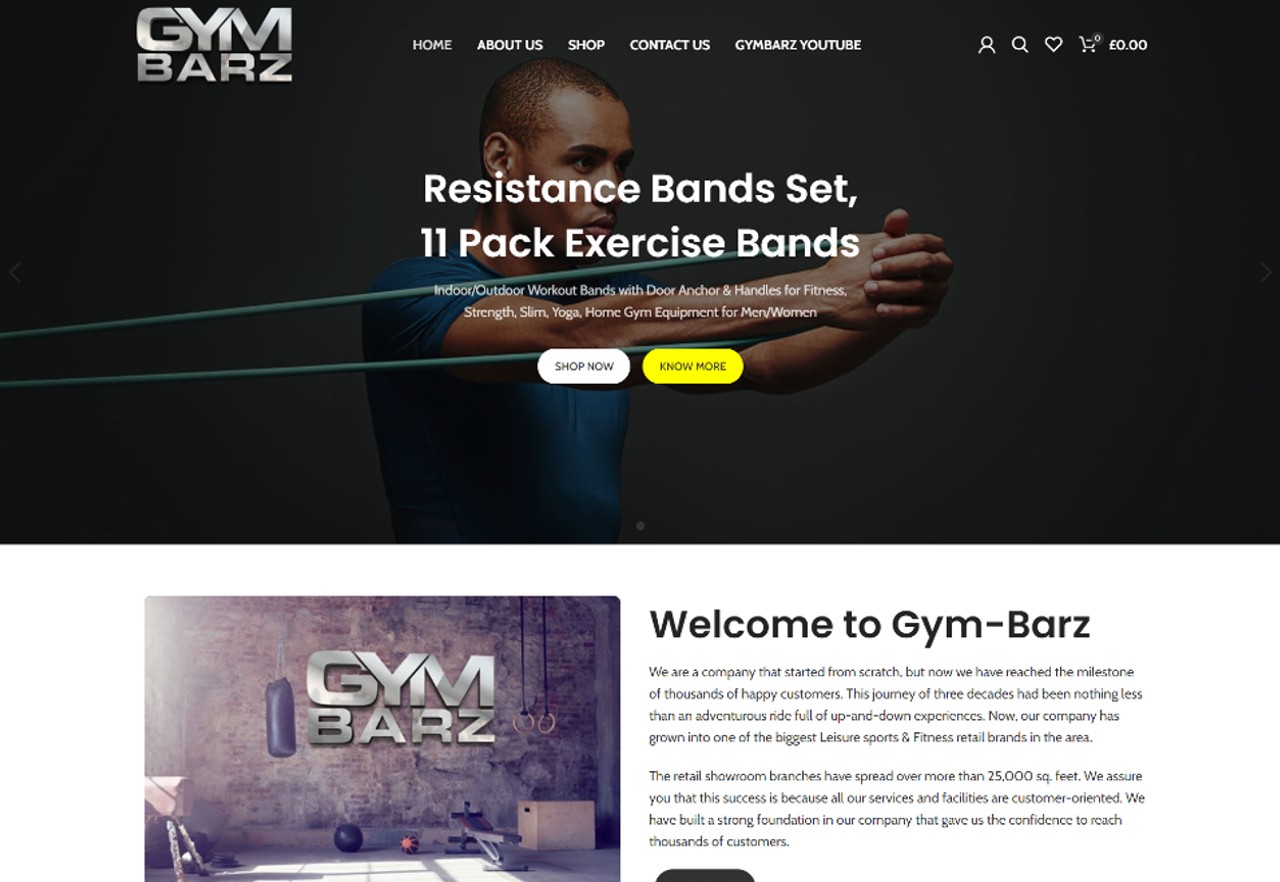 GYM
BARZ
HOME ABOUT US SHOP CONTACT US GYMBARZ YOUTUBE
0 £0.00
Resistance Bands Set,
11 Pack Exercise Bands
Indoor/Outdoor Workout Bands with Door Anchor & Handles for Fitness,
Strength, Slim, Yoga, Home Gym Equipment for Men/Women
SHOP NOW KNOW MORE
GYM
BARZ
Welcome to Gym-Barz
We are a company that started from scratch, but now we have reached the milestone
of thousands of happy customers. This journey of three decades had been nothing less
than an adventurous ride full of up-and-down experiences. Now, our company has
grown into one of the biggest Leisure sports & Fitness retail brands in the area.
The retail showroom branches have spread over more than 25,000 sq. feet. We assure
you that this success is because all our services and facilities are customer-oriented. We
have built a strong foundation in our company that gave us the confidence to reach
thousands of customers.